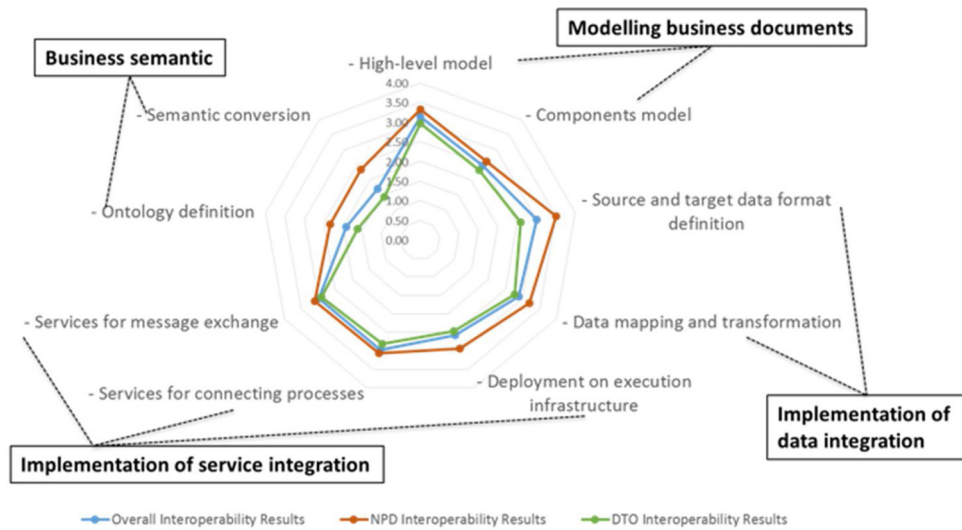 Modelling business documents
Business semantic
- High-level model
4.00
3.50
3.00
2.50
2.00
1.50
1.00
0.50
0.00
- Semantic conversion
- Components model
- Ontology definition
- Source and target data format
definition
- Services for message exchange
- Data mapping and transformation
- Services for connecting processes
- Deployment on execution
infrastructure
Implementation of
data integration
Implementation of service integration
Overall Interoperability Results
NPD Interoperability Results
DTO Interoperability Results